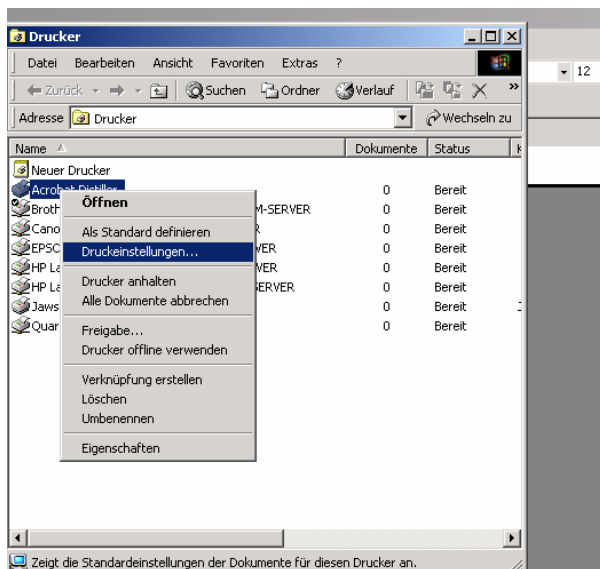 Drucker
Datei Bearbeiten Ansicht Favoriten Extras ?
Zurück Suchen Ordner Verlauf »
Adresse Drucker Wechseln zu
12
Name Dokumente Status
Neuer Drucker
Acrobat Distiller 0 Bereit
Broth M-SERVER 0 Bereit
Cano R 0 Bereit
EPSC VER 0 Bereit
HP La VER 0 Bereit
HP La SERVER 0 Bereit
Jaws 0 Bereit
Quar 0 Bereit
Öffnen
Als Standard definieren
Druckeinstellungen...
Drucker anhalten
Alle Dokumente abbrechen
Freigabe...
Drucker offline verwenden
Verknüpfung erstellen
Löschen
Umbenennen
Eigenschaften
Zeigt die Standardeinstellungen der Dokumente für diesen Drucker an.